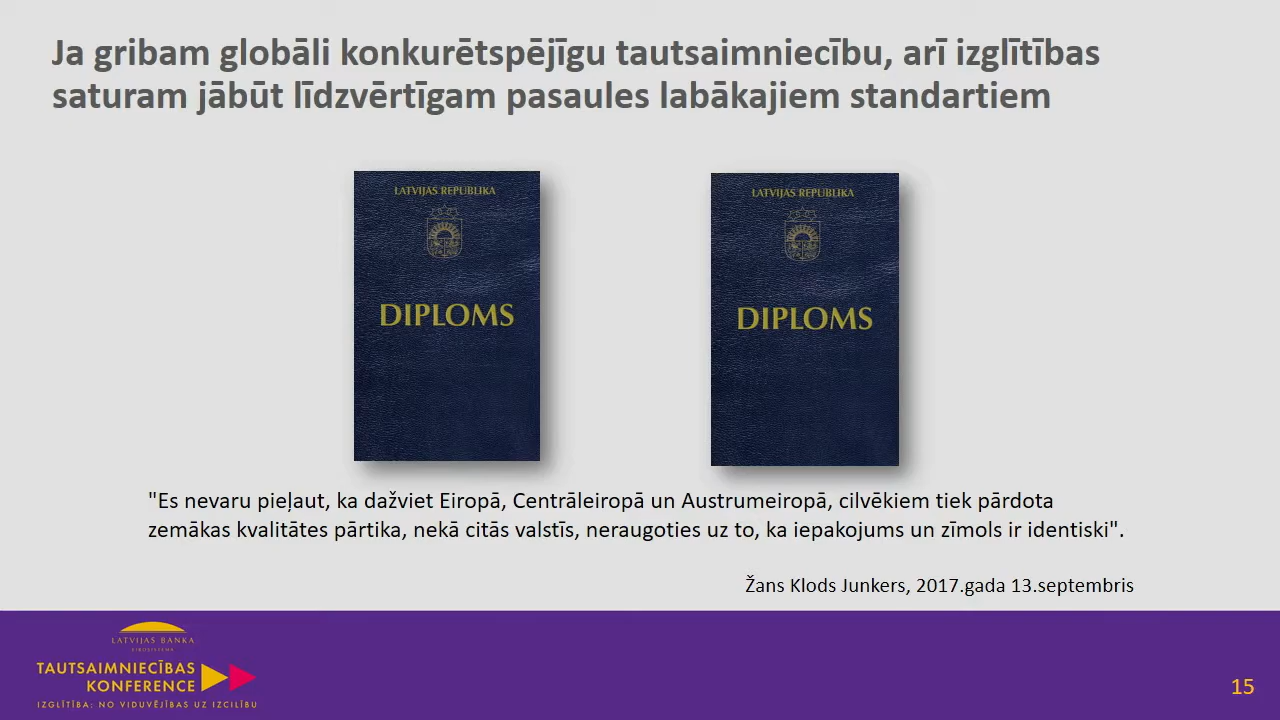 Ja gribam globāli konkurētspējīgu tautsaimniecību, arī izglītības
saturam jābūt līdzvērtīgam pasaules labākajiem standartiem
LATVIJAS REPUBLIKA
DIPLOMS
LATVIJAS REPUBLIKA
DIPLOMS
"Es nevaru pieļaut, ka dažviet Eiropā, Centrāleiropā un Austrumeiropā, cilvēkiem tiek pārdota
zemākas kvalitātes pārtika, nekā citās valstīs, neraugoties uz to, ka iepakojums un zīmols ir identiski".
Žans Klods Junkers, 2017.gada 13.septembris
LATVIJAS BANKA
EIROSISTĒMA
TAUTSAIMNIECĪBAS
KONFERENCE
IZGLĪTĪBA: NO VIDUVĒJĪBAS UZ IZCILĪBU
15